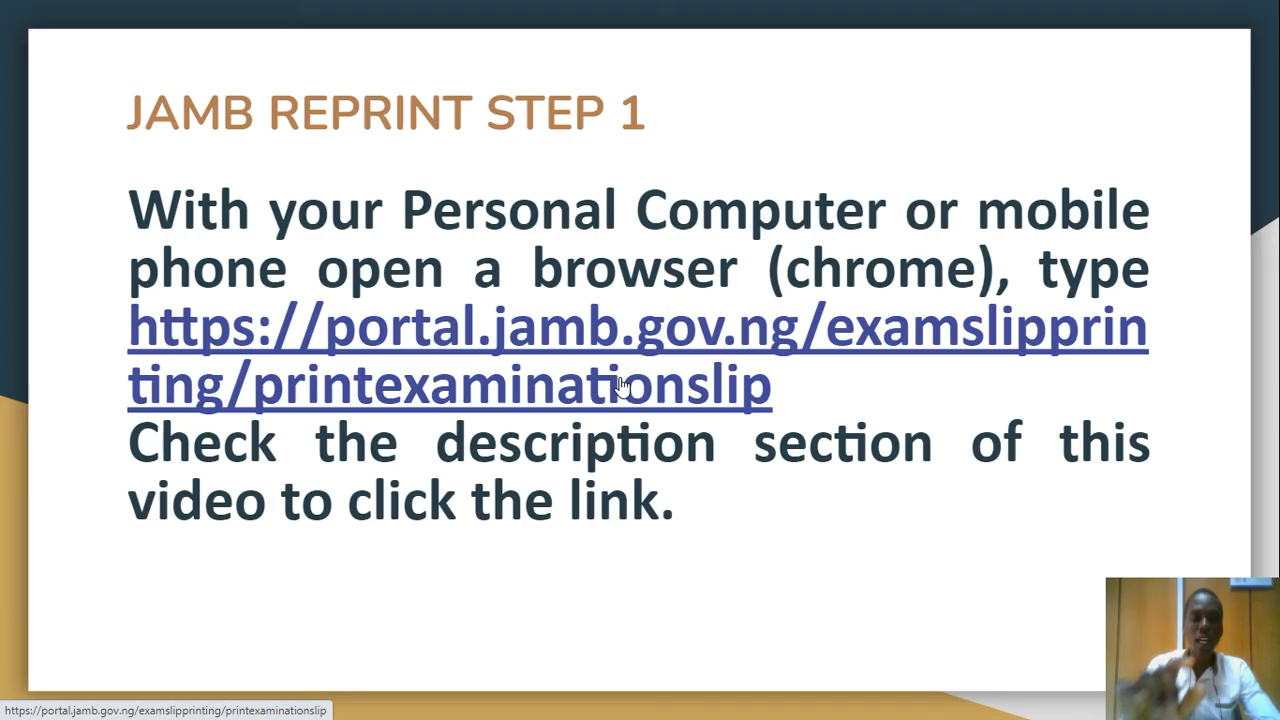 JAMB REPRINT STEP 1
With your Personal Computer or mobile
phone open a browser (chrome), type
https://portal.jamb.gov.ng/examslipprin
ting/printexaminationslip
Check the description section of this
video to click the link.
https://portal.jamb.gov.ng/examslipprinting/printexaminationslip